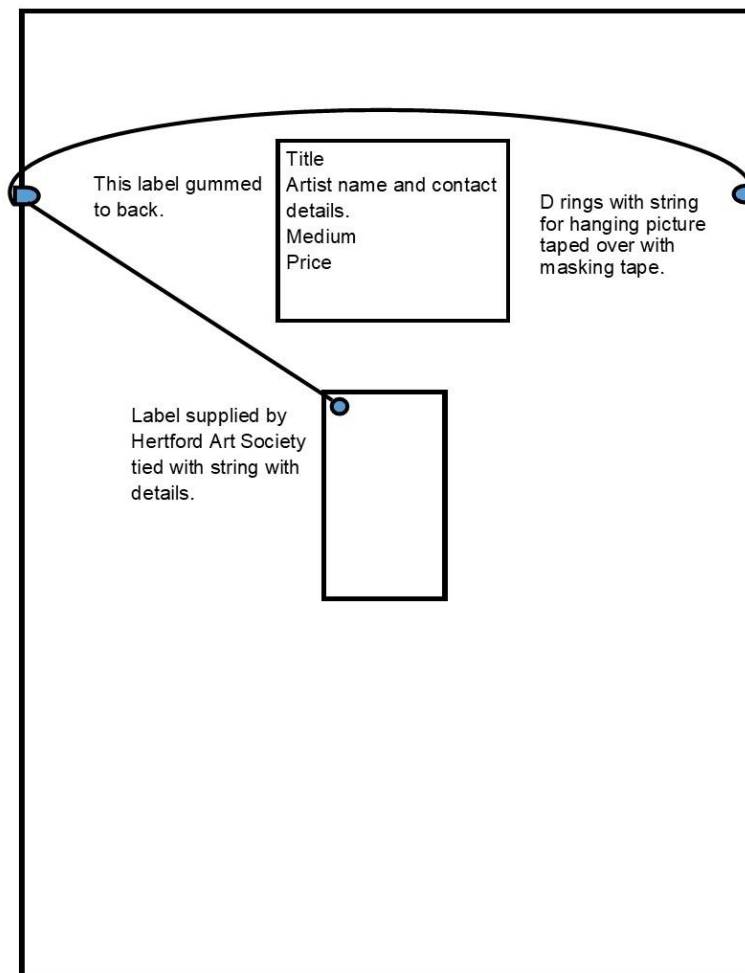 This label gummed
to back.
Title
Artist name and contact
details.
Medium
Price
D rings with string
for hanging picture
taped over with
masking tape.
Label supplied by
Hertford Art Society
tied with string with
details.